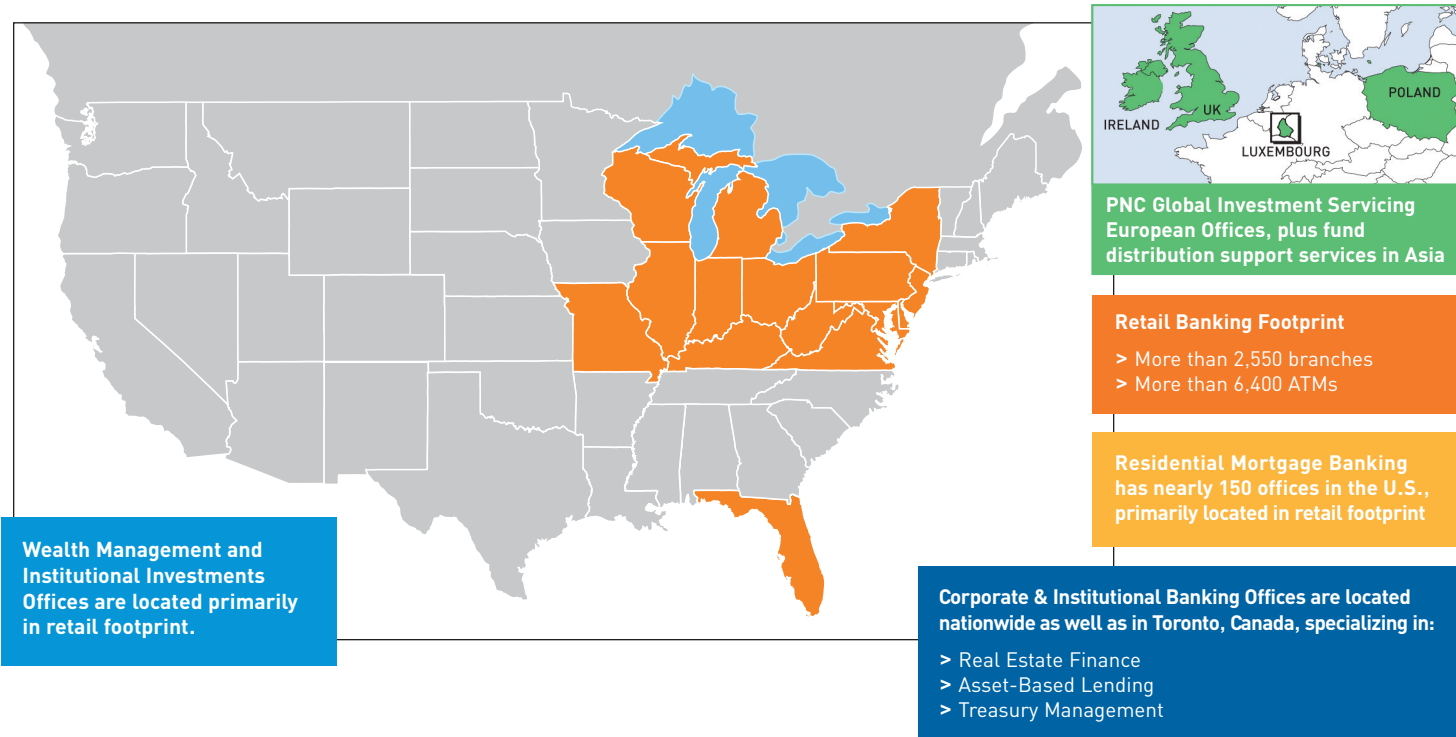 IRELAND
UK
LUXEMBOURG
POLAND
PNC Global Investment Servicing
European Offices, plus fund
distribution support services in Asia
Retail Banking Footprint
> More than 2,550 branches
> More than 6,400 ATMs
Residential Mortgage Banking
has nearly 150 offices in the U.S.,
primarily located in retail footprint
Wealth Management and
Institutional Investments
Offices are located primarily
in retail footprint.
Corporate & Institutional Banking Offices are located
nationwide as well as in Toronto, Canada, specializing in:
> Real Estate Finance
> Asset-Based Lending
> Treasury Management